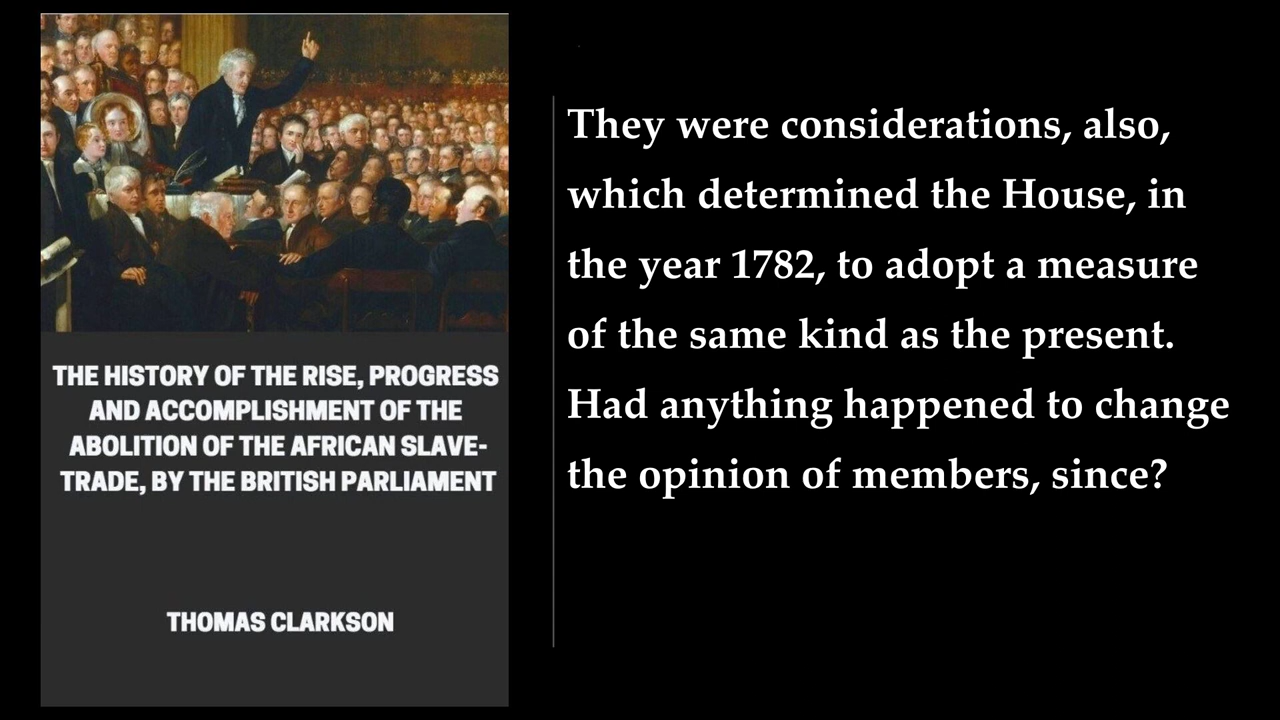 THE HISTORY OF THE RISE, PROGRESS
AND ACCOMPLISHMENT OF THE
ABOLITION OF THE AFRICAN SLAVE-
TRADE, BY THE BRITISH PARLIAMENT
THOMAS CLARKSON
They were considerations, also,
which determined the House, in
the year 1782, to adopt a measure
of the same kind as the present.
Had anything happened to change
the opinion of members, since?